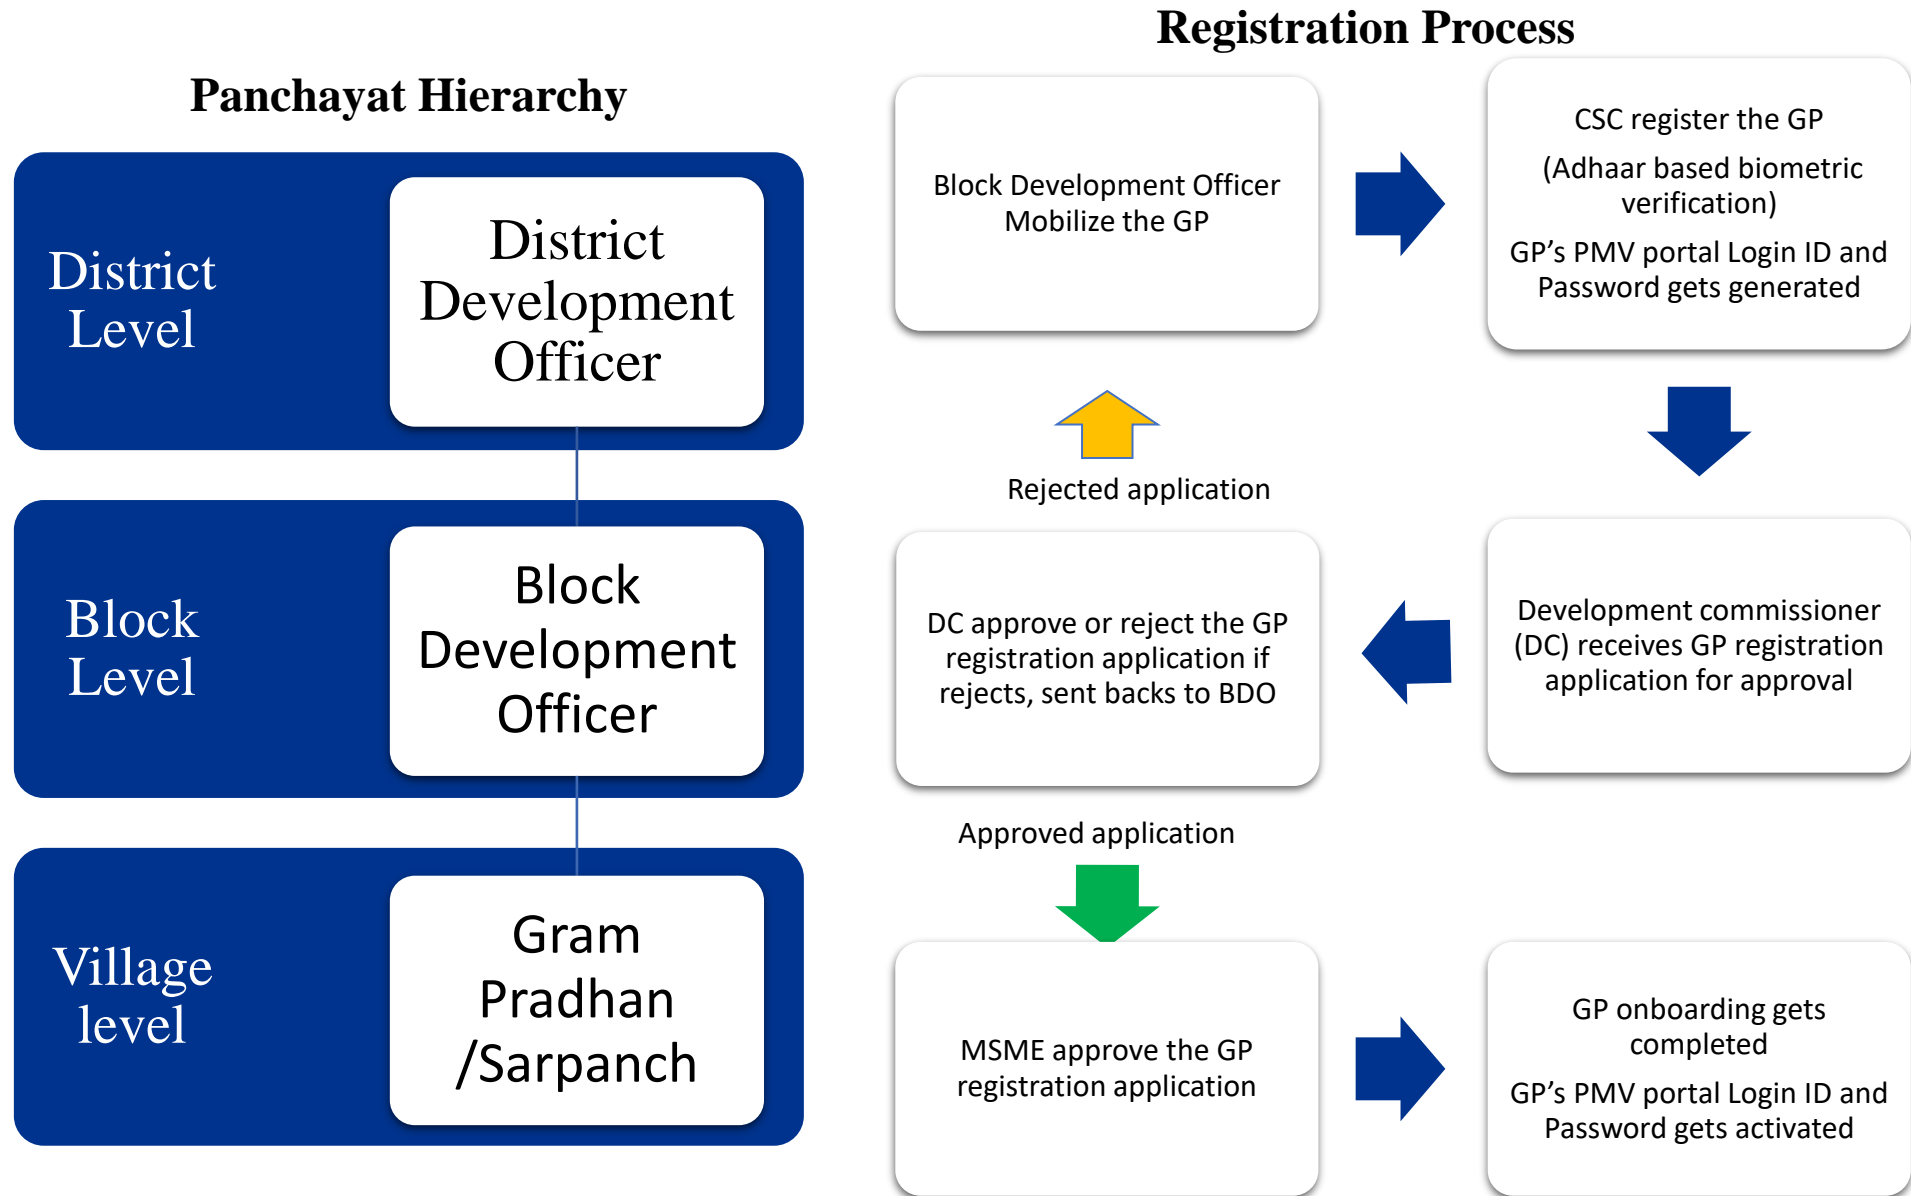 Panchayat Hierarchy
District
Level
District
Development
Officer
Block
Level
Block
Development
Officer
Village
level
Gram
Pradhan
/Sarpanch
Registration Process
Block Development Officer
Mobilize the GP
CSC register the GP
(Adhaar based biometric
verification)
GP’s PMV portal Login ID and
Password gets generated
Development commissioner
(DC) receives GP registration
application for approval
DC approve or reject the GP
registration application if
rejects, sent backs to BDO
Rejected application
Approved application
MSME approve the GP
registration application
GP onboarding gets
completed
GP’s PMV portal Login ID and
Password gets activated